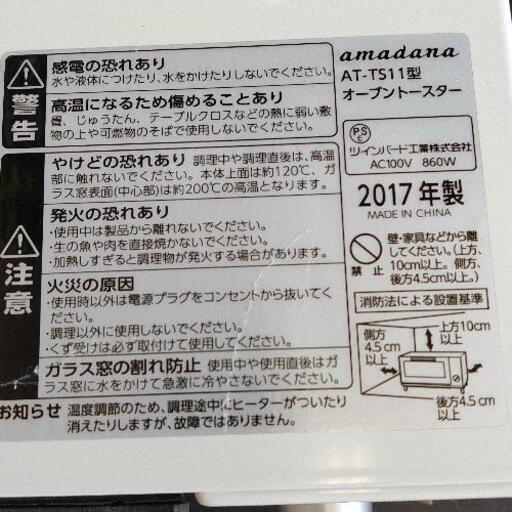 警告
感電の恐れあり
水や液体につけたり、水をかけたりしないでください。
高温になるため傷めることあり
畳、じゅうたん、テーブルクロスなどの熱に弱い敷
物の上や可燃物のそばで使用しないでください。
注意
やけどの恐れあり 調理中や調理直後は、高温
部に触れないでください。本体上面は約120℃、ガ
ラス窓表面(中心部)は約200℃の高温となります。
発火の恐れあり
・使用中は製品から離れないでください。
・生の魚や肉を直接焼かないでください。
・加熱しすぎると調理物が発火する場合があります。
火災の原因
・使用時以外は電源プラグをコンセントから抜いてく
ださい。
・調理以外に使用しないでください。
・くず受けは必ず取付けて使用してください。
ガラス窓の割れ防止 使用中や使用直後はガ
ラス窓に水をかけて急激に冷やさないでください。
お知らせ 温度調節のため、調理途中にヒーターがついたり
消えたりしますが、故障ではありません。
amadana
AT-TS11型
オーブントースター
PS
E
ツインバード工業株式会社
AC100V 860W
2017年製
MADE IN CHINA
禁止
壁・家具などから離
してください。(上方、
10cm以上。側方、
後方4.5cm以上。)
消防法による設置基準
上方10cm
以上
側方
4.5cm
以上
後方4.5cm
以上